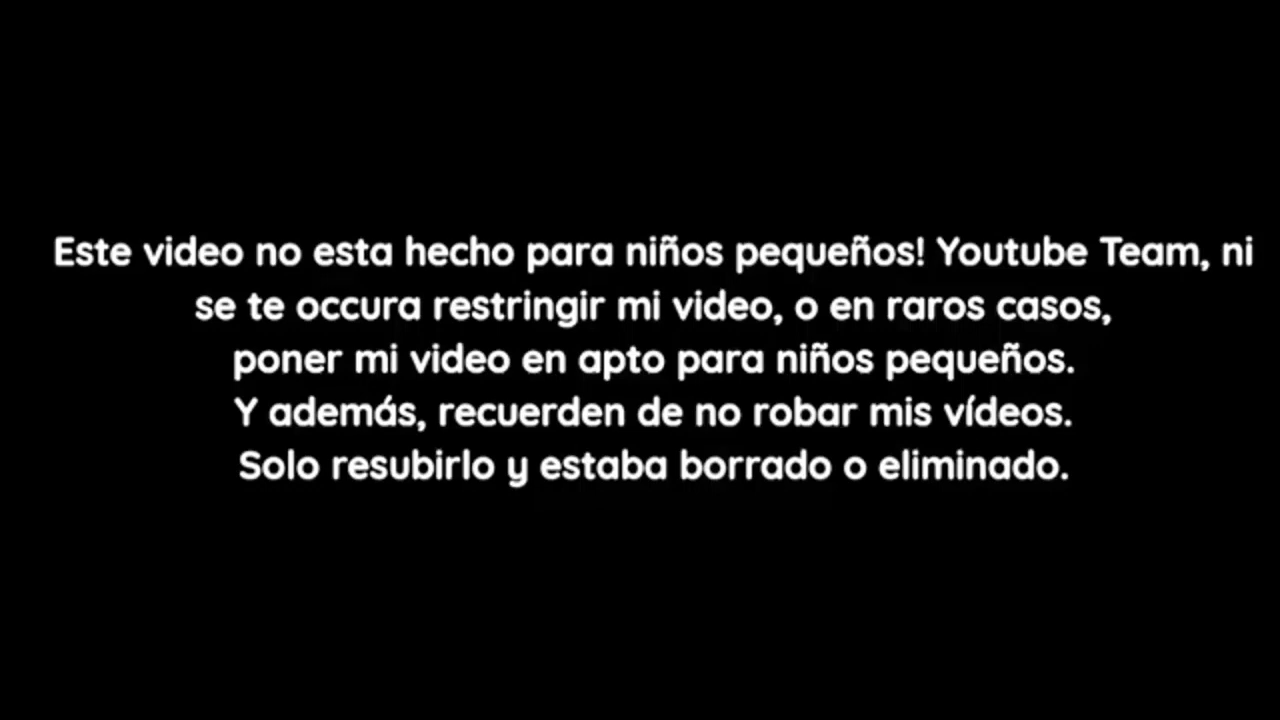 Este video no esta hecho para niños pequeños! Youtube Team, ni
se te occura restringir mi video, o en raros casos,
poner mi video en apto para niños pequeños.
Y además, recuerden de no robar mis vídeos.
Solo resubirlo y estaba borrado o eliminado.